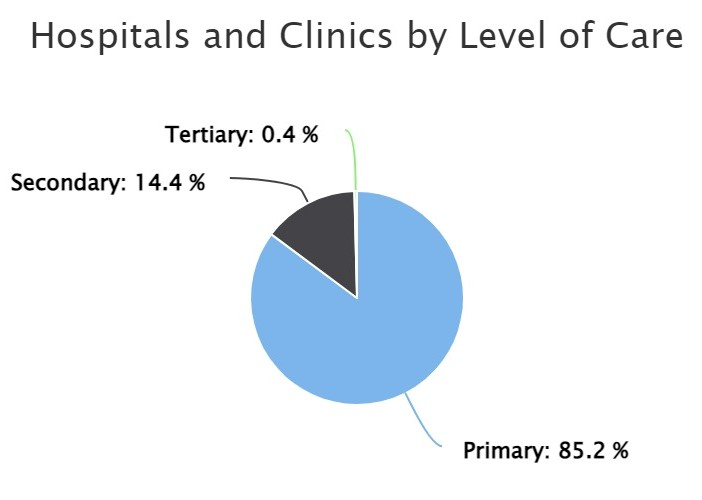 Hospitals and Clinics by Level of Care
Tertiary: 0.4 %
Secondary: 14.4 %
Primary: 85.2 %